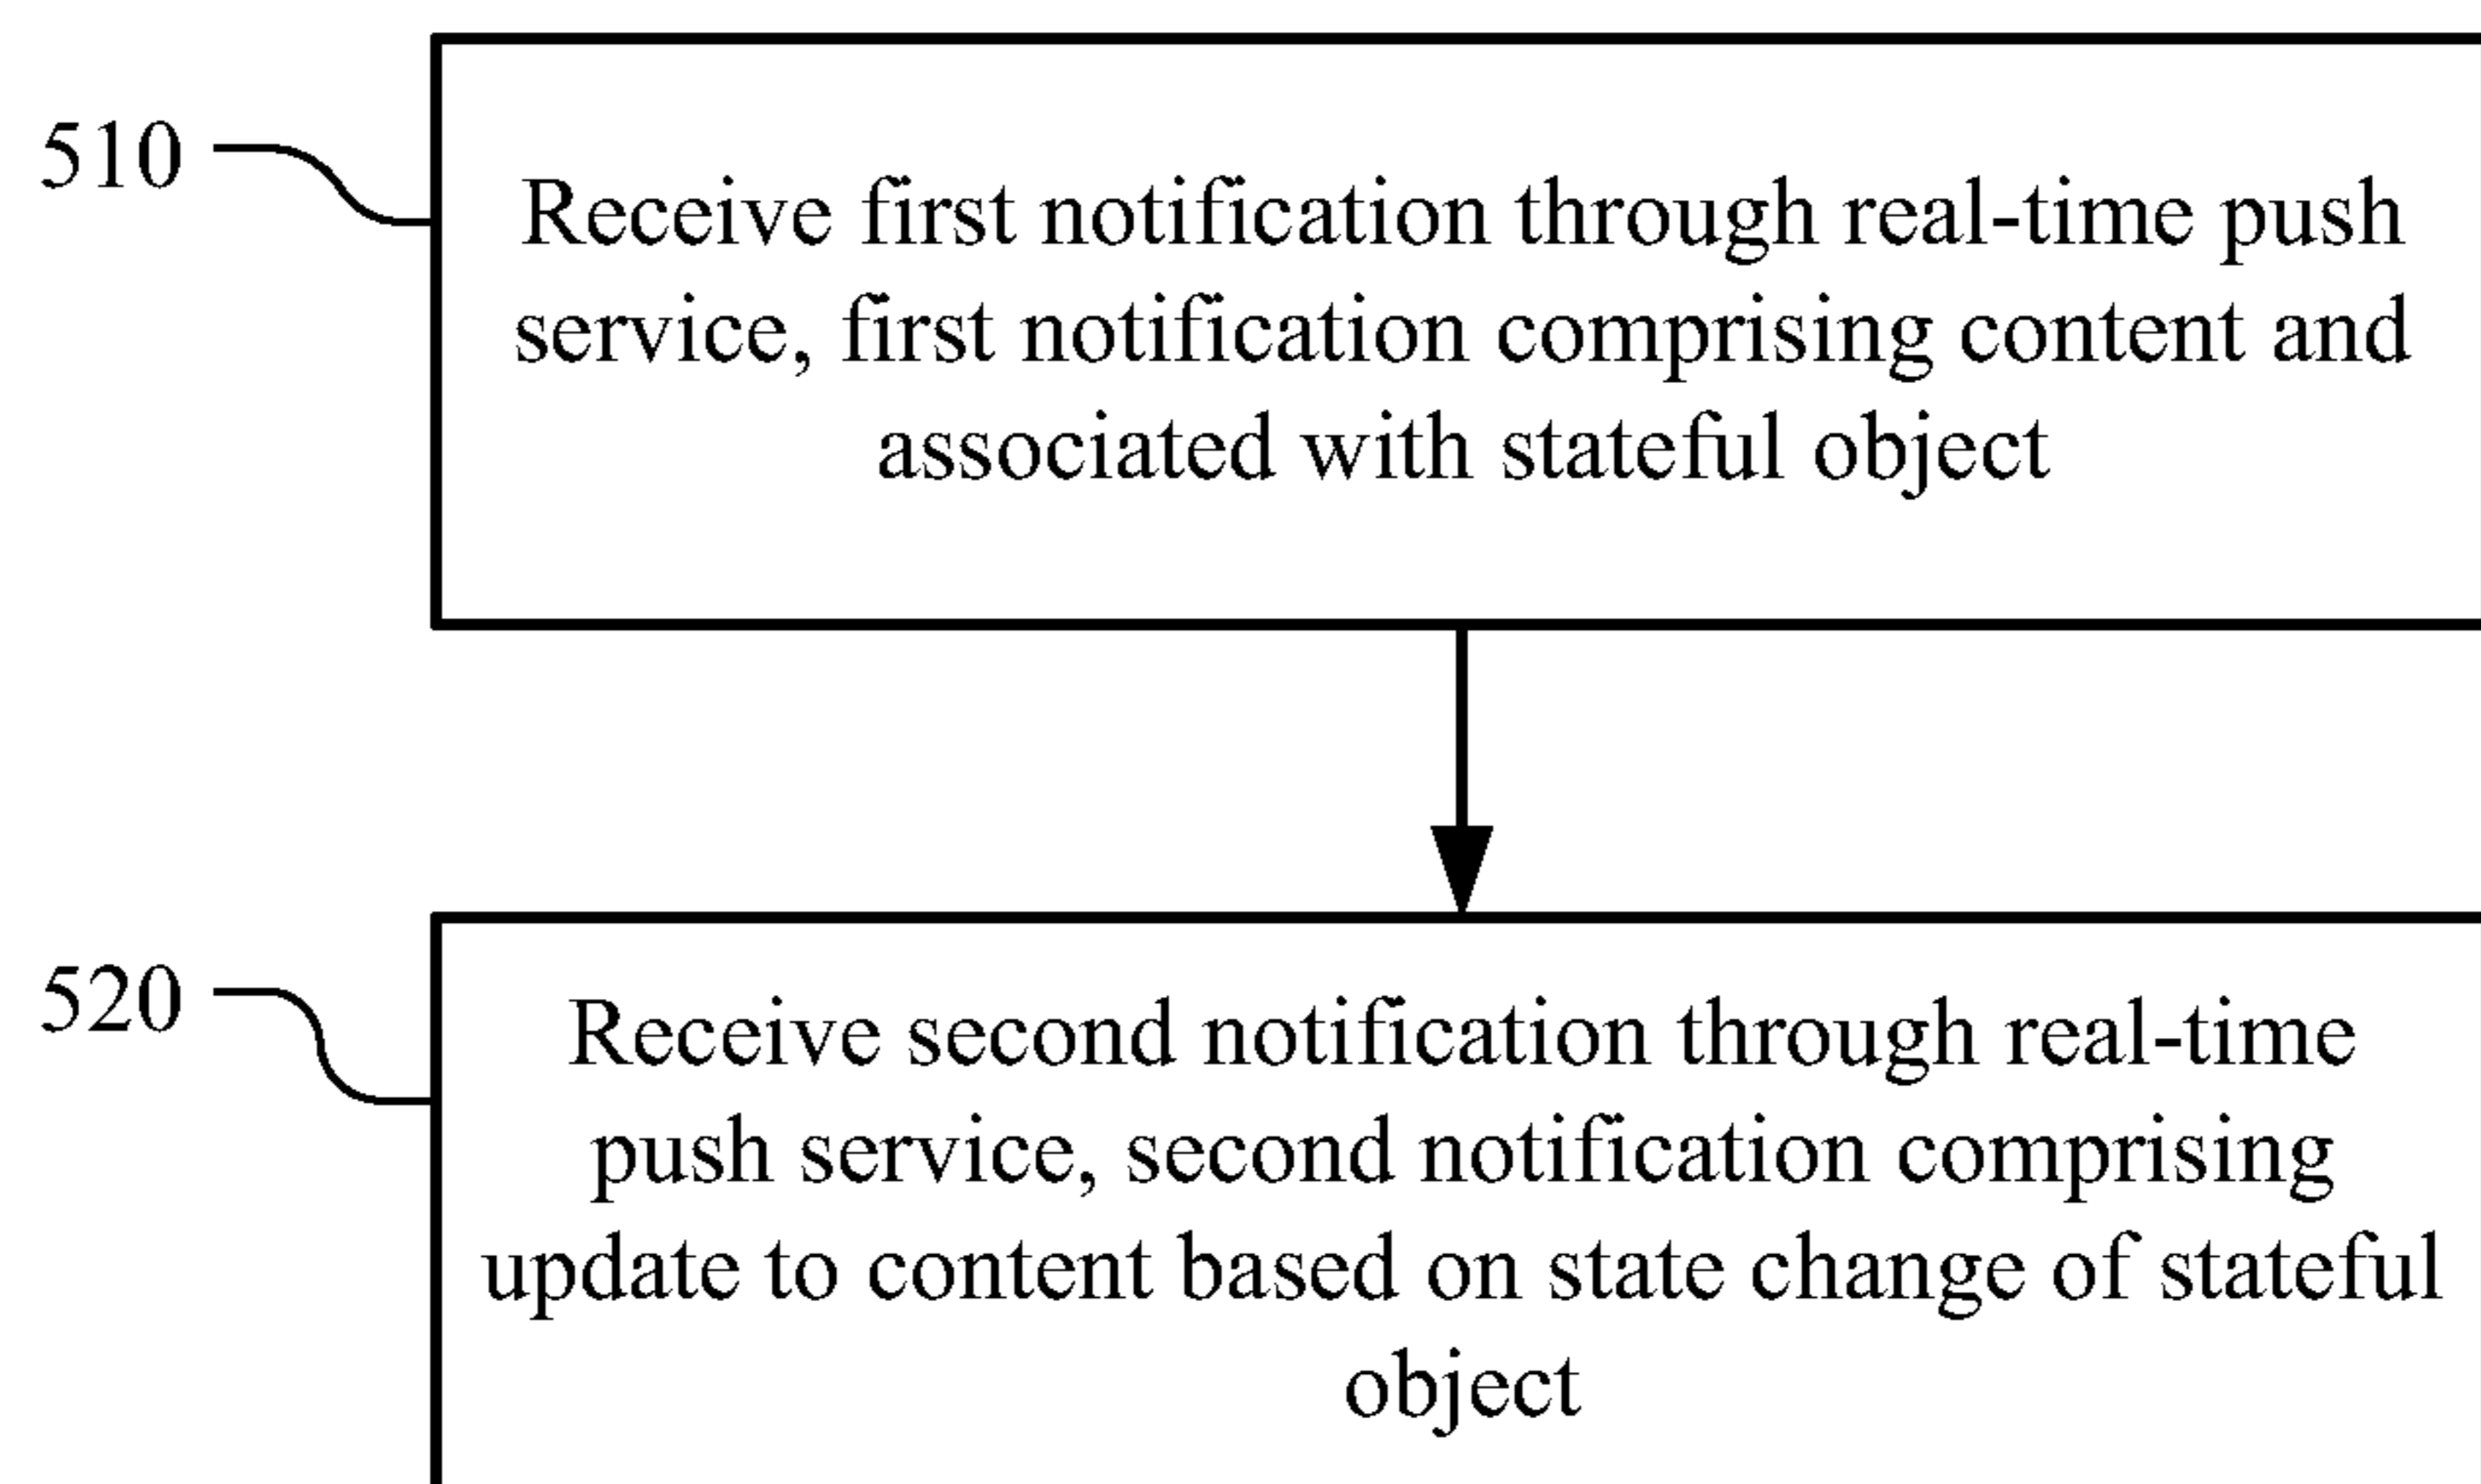 510
Receive first notification through real-time push
service, first notification comprising content and
associated with stateful object
520
Receive second notification through real-time
push service, second notification comprising
update to content based on state change of stateful
object